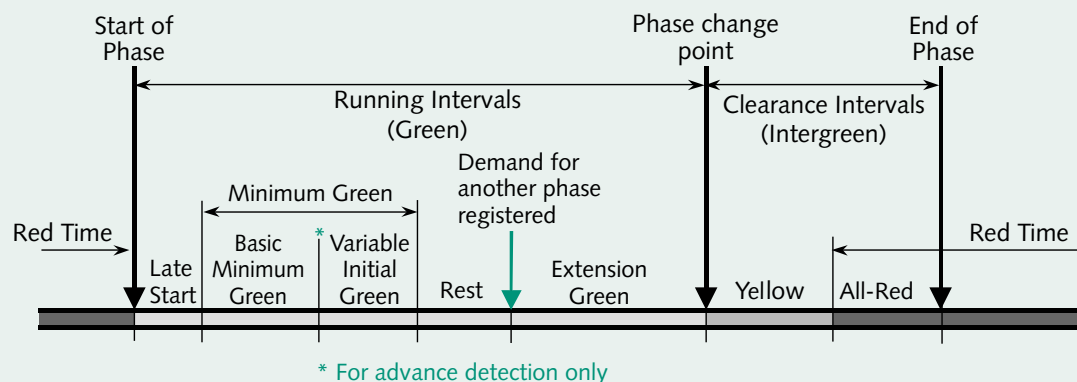 Start of
Phase
Phase change
point
End of
Phase
Running Intervals
(Green)
Clearance Intervals
(Intergreen)
Demand for
another phase
registered
Minimum Green
Red Time
Red Time
*
Late
Start
Basic
Minimum
Green
Variable
Initial
Green
Rest
Extension
Green
Yellow
All-Red
* For advance detection only